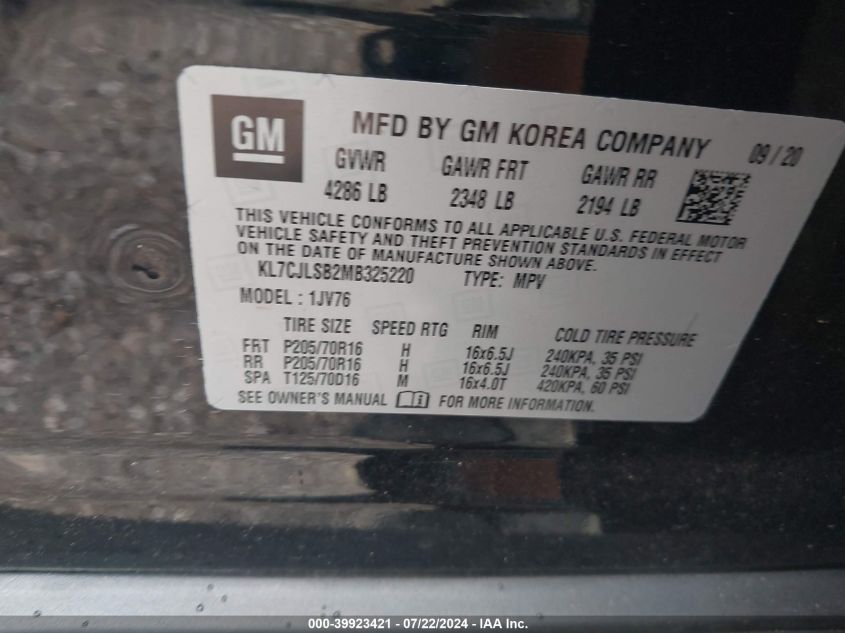 GM
MFD BY GM KOREA COMPANY 09/20
GVWR GAWR FRT GAWR RR
4286 LB 2348 LB 2194 LB
THIS VEHICLE CONFORMS TO ALL APPLICABLE U.S. FEDERAL MOTOR
VEHICLE SAFETY AND THEFT PREVENTION STANDARDS IN EFFECT
ON THE DATE OF MANUFACTURE SHOWN ABOVE.
KL7CJLSB2MB325220 TYPE: MPV
MODEL : 1JV76
TIRE SIZE SPEED RTG RIM COLD TIRE PRESSURE
FRT P205/70R16 H 16x6.5J 240KPA, 35 PSI
RR P205/70R16 H 16x6.5J 240KPA, 35 PSI
SPA T125/70D16 M 16x4.0T 420KPA, 60 PSI
SEE OWNER'S MANUAL FOR MORE INFORMATION.
000-39923421 - 07/22/2024 - IAA Inc.